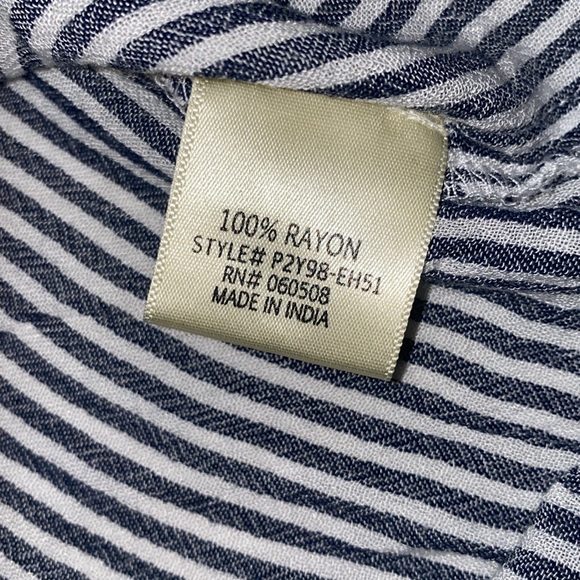 100% RAYON
STYLE# P2Y98-EH51
RN# 060508
MADE IN INDIA